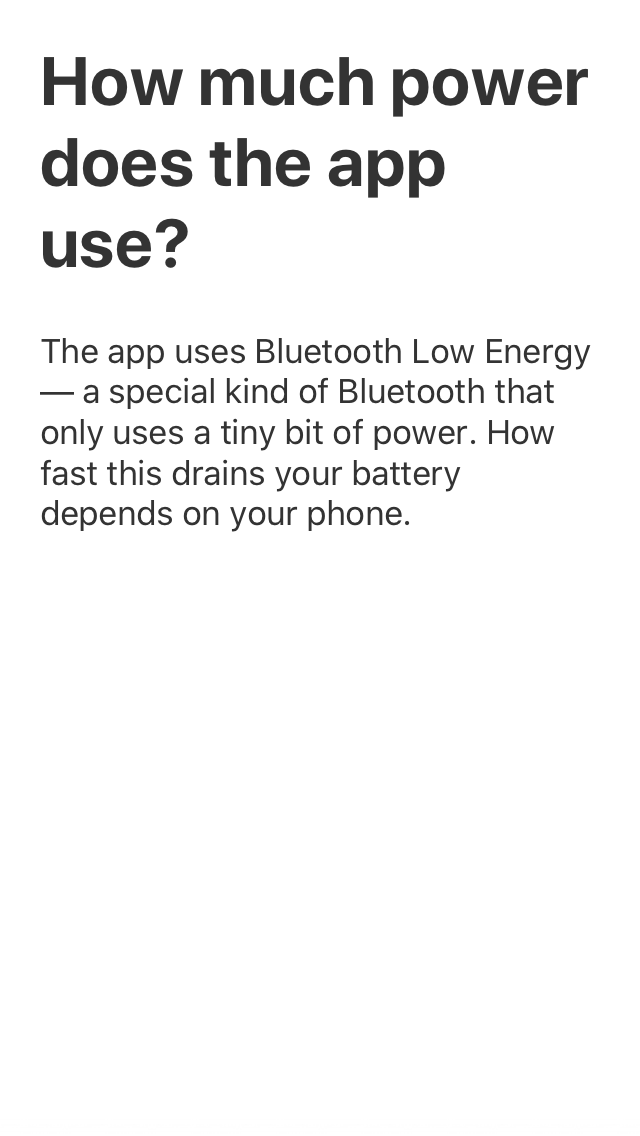 How much power
does the app
use?
The app uses Bluetooth Low Energy
— a special kind of Bluetooth that
only uses a tiny bit of power. How
fast this drains your battery
depends on your phone.